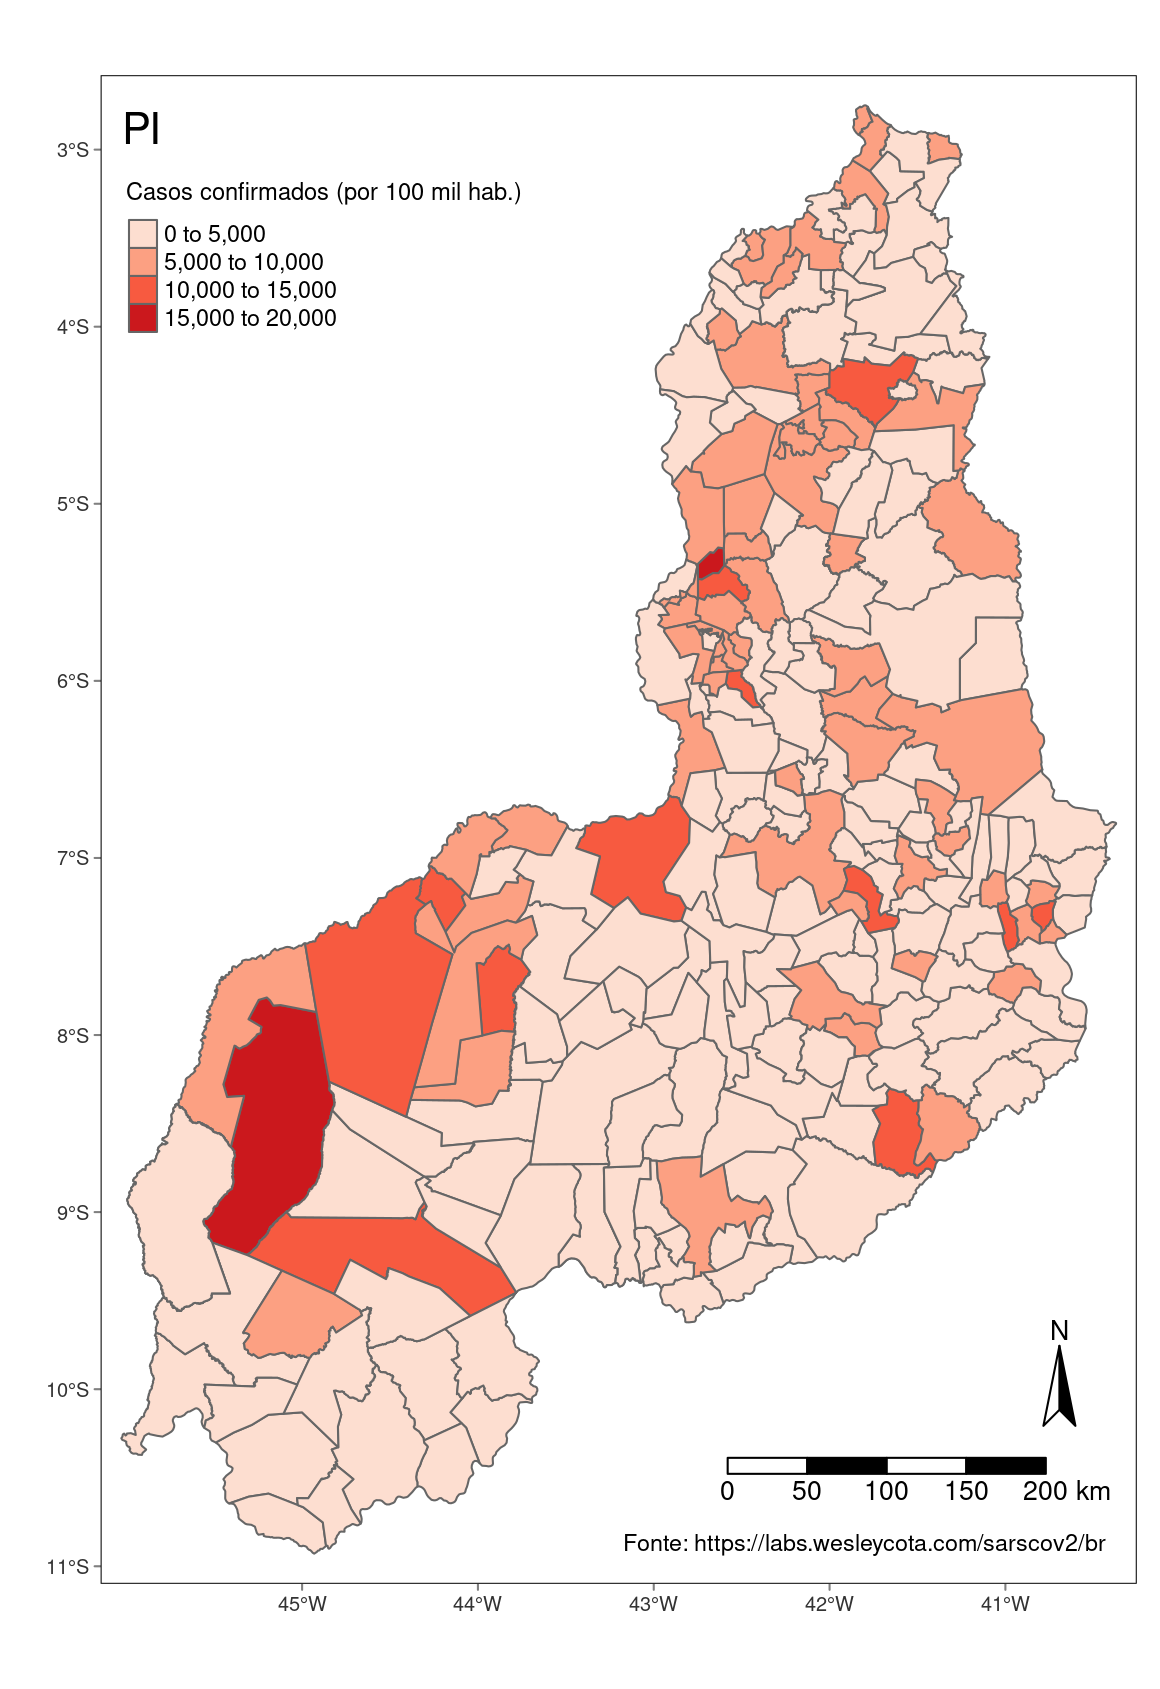 PI
Casos confirmados (por 100 mil hab.)
0 to 5,000
5,000 to 10,000
10,000 to 15,000
15,000 to 20,000
3°S
4°S
5°S
6°S
7°S
8°S
9°S
10°S
11°S
N
0 50 100 150 200 km
Fonte: https://labs.wesleycota.com/sarscov2/br
45°W 44°W 43°W 42°W 41°W